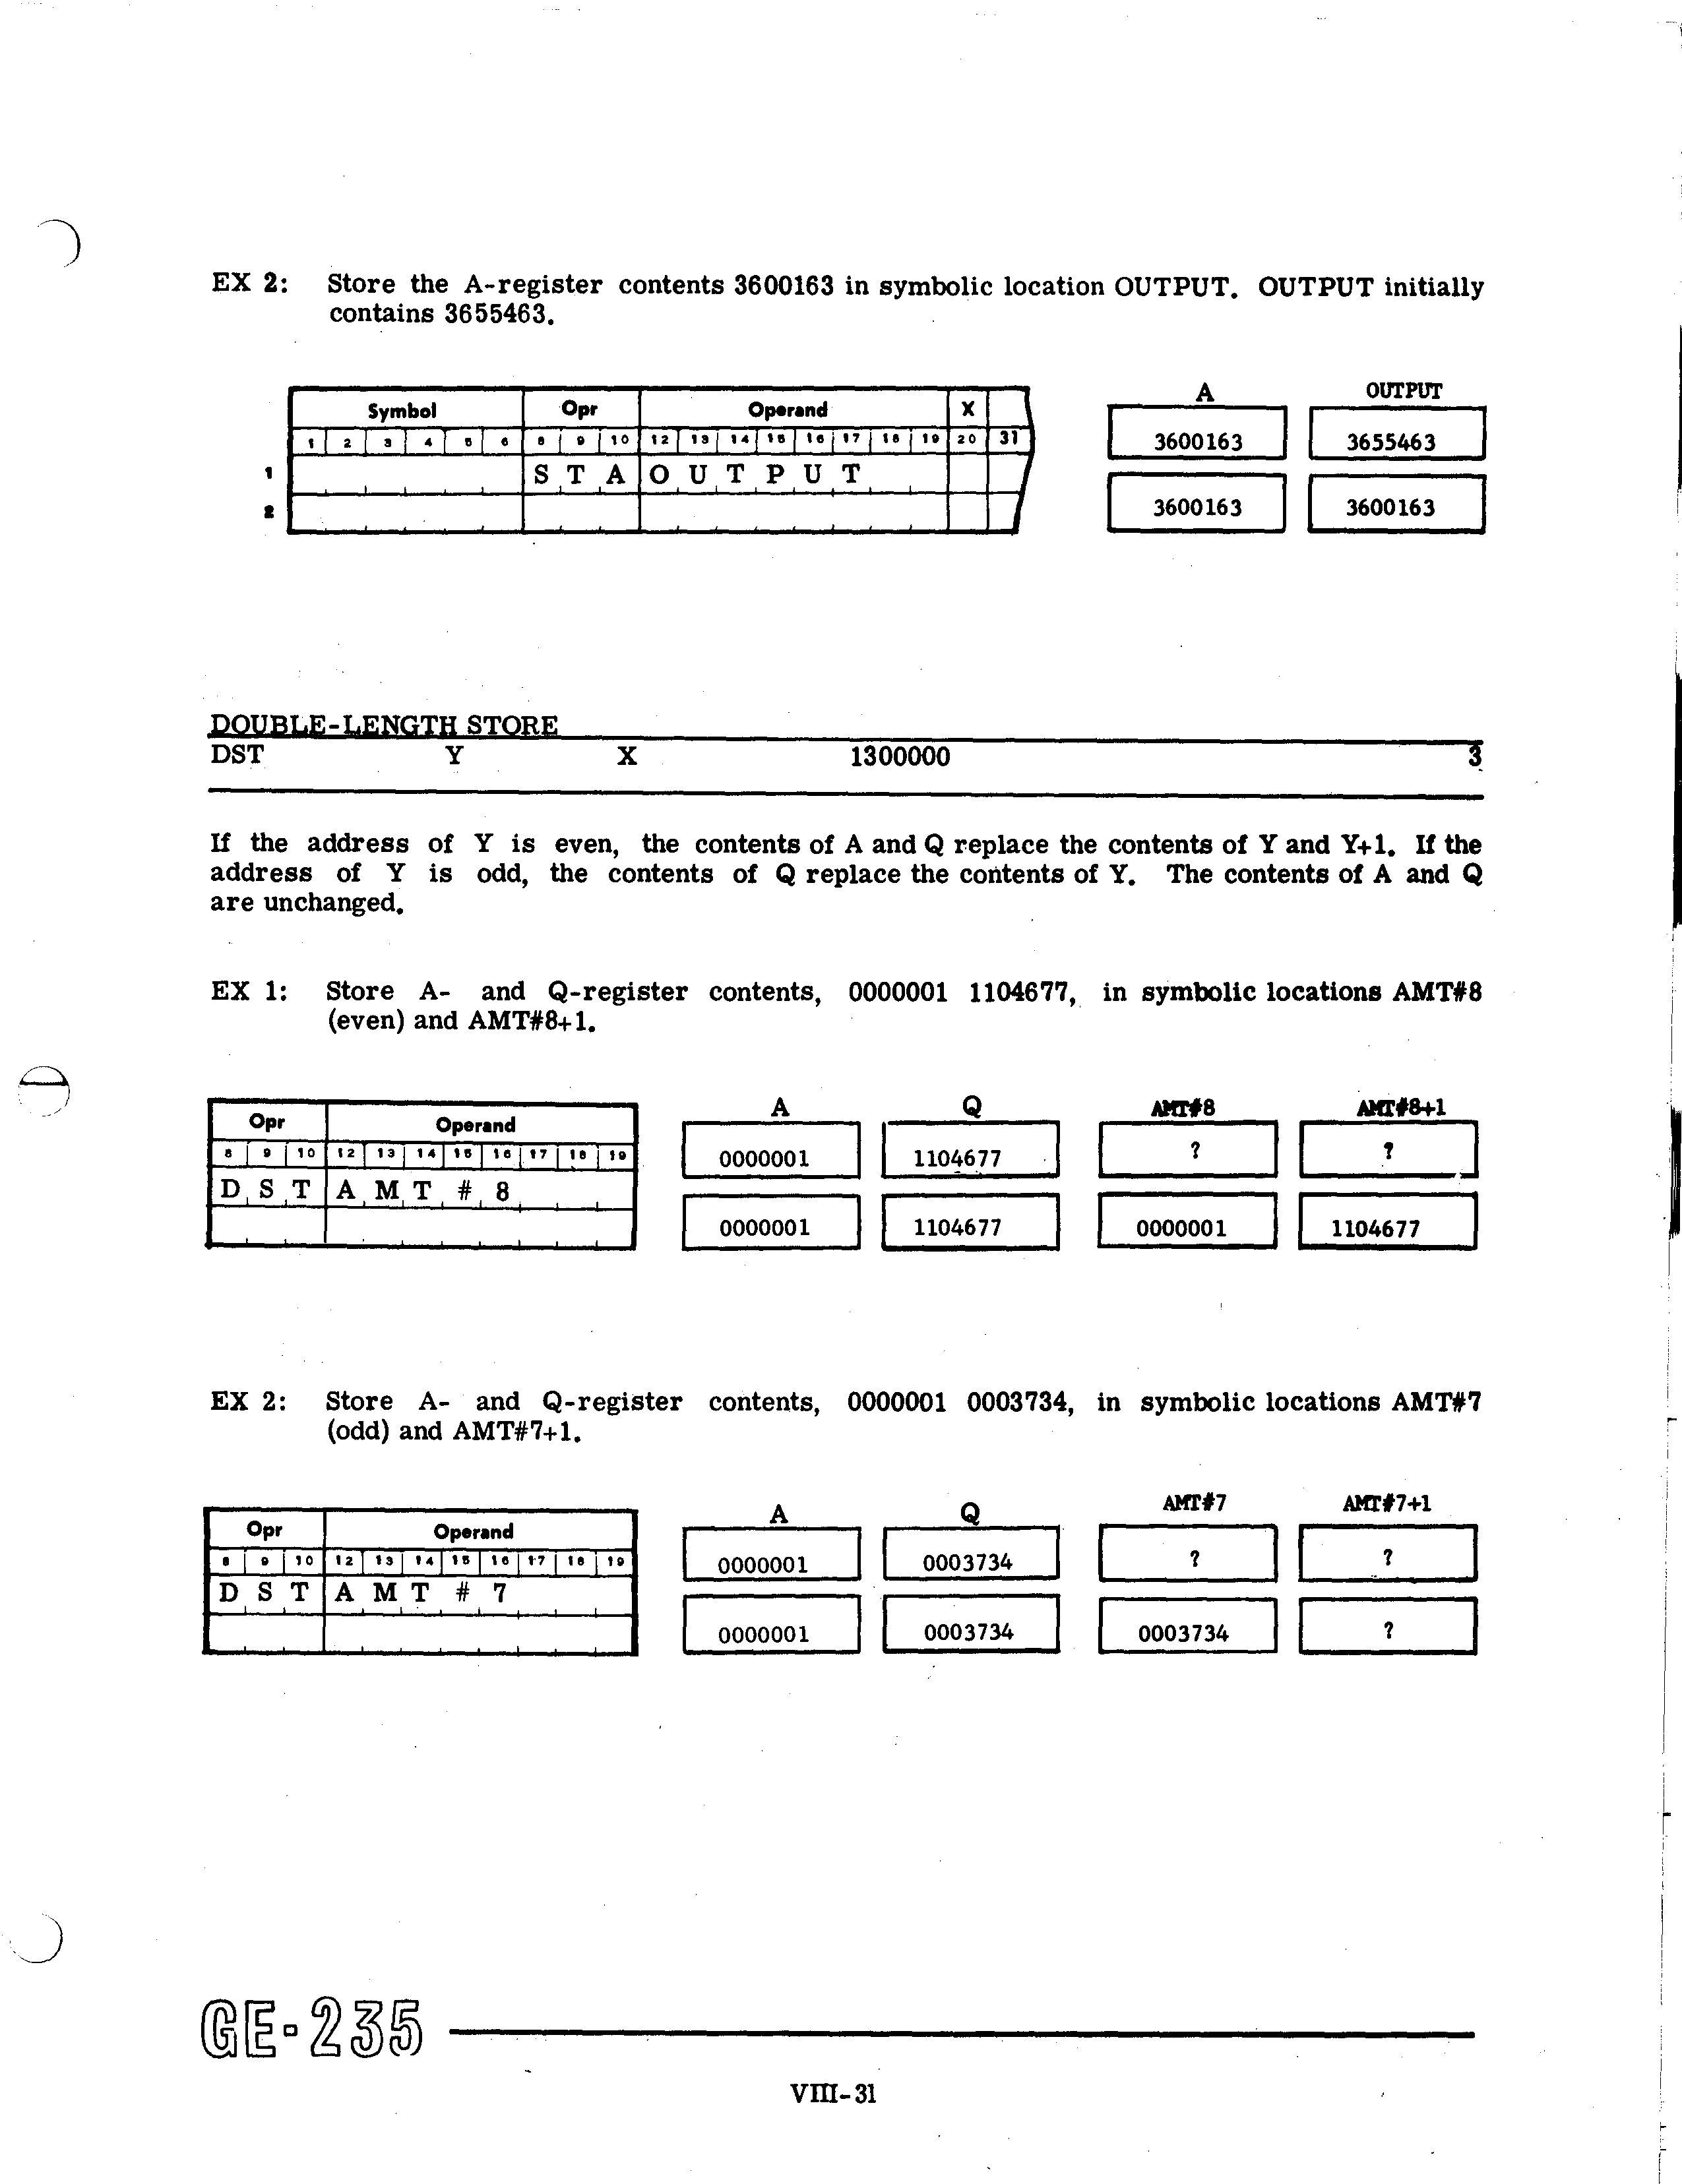 EX 2: Store the A-register contents 3600163 in symbolic location OUTPUT. OUTPUT initially
contains 3655463.
A OUTPUT
Symbol Opr Operand X
1 2 3 4 5 6 8 9 10 12 13 14 15 16 17 18 19 20 31
3600163 3655463
1 S T A O U T P U T
2
3600163 3600163
DOUBLE-LENGTH STORE
DST Y X 1300000 3
If the address of Y is even, the contents of A and Q replace the contents of Y and Y+1. If the
address of Y is odd, the contents of Q replace the contents of Y. The contents of A and Q
are unchanged.
EX 1: Store A- and Q-register contents, 0000001 1104677, in symbolic locations AMT#8
(even) and AMT#8+1.
A Q AMT#8 AMT#8+1
Opr Operand
8 9 10 12 13 14 15 16 17 18 19
0000001 1104677 ? ?
D S T A M T # 8
0000001 1104677 0000001 1104677
EX 2: Store A- and Q-register contents, 0000001 0003734, in symbolic locations AMT#7
(odd) and AMT#7+1.
A Q AMT#7 AMT#7+1
Opr Operand
8 9 10 12 13 14 15 16 17 18 19
0000001 0003734 ? ?
D S T A M T # 7
0000001 0003734 0003734 ?
GE-235
VIII-31